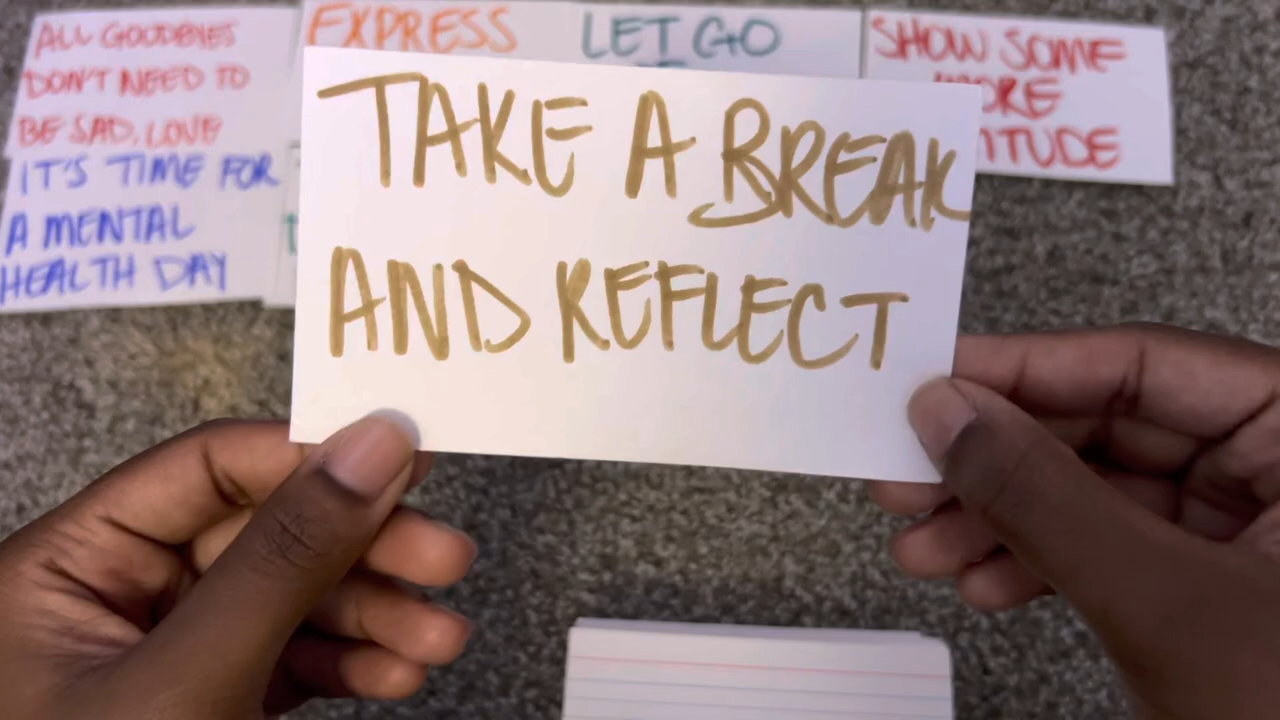 ALL GOODBYES
DON'T NEED TO
BE SAD, LOVE
IT'S TIME FOR
A MENTAL
HEALTH DAY
EXPRESS
LET GO
SHOW SOME
TAKE A BREAK
AND REFLECT